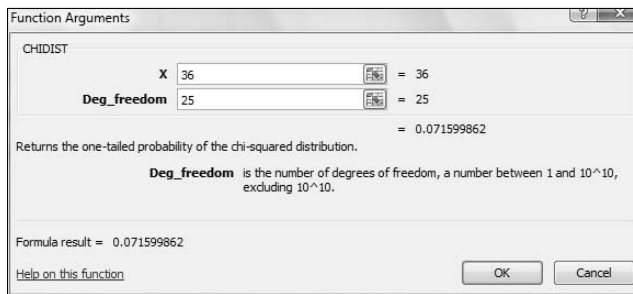 Function Arguments
CHIDIST
X 36 = 36
Deg_freedom 25 = 25
= 0.071599862
Returns the one-tailed probability of the chi-squared distribution.
Deg_freedom is the number of degrees of freedom, a number between 1 and 10^10,
excluding 10^10.
Formula result = 0.071599862
Help on this function OK Cancel